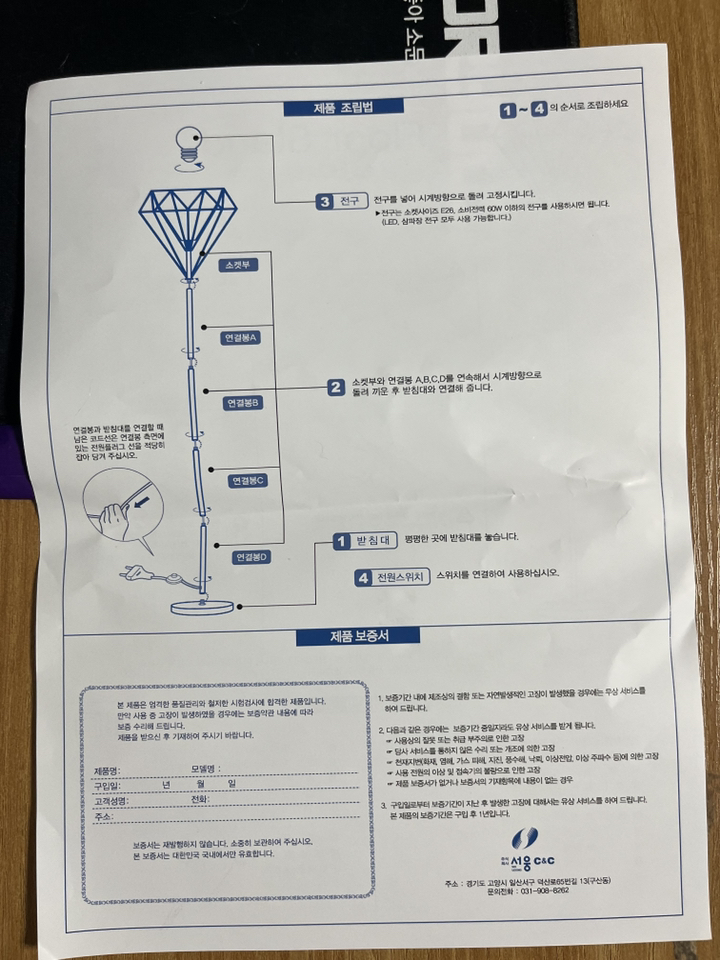 OR
제품 조립법
1 ~ 4 의 순서로 조립하세요
3 전구 전구를 넣어 시계방향으로 돌려 고정시킵니다.
▶전구는 소켓사이즈 E26, 소비전력 60W 이하의 전구를 사용하시면 됩니다.
(LED, 삼파장 전구 모두 사용 가능합니다.)
소켓부
연결봉A
2 소켓부와 연결봉 A,B,C,D를 연속해서 시계방향으로
돌려 끼운 후 받침대와 연결해 줍니다.
연결봉B
연결봉과 받침대를 연결할 때
남은 코드선은 연결봉 측면에
있는 전원플러그 선을 적당히
잡아 당겨 주십시오.
연결봉C
연결봉D
1 받침대 평평한 곳에 받침대를 놓습니다.
4 전원스위치 스위치를 연결하여 사용하십시오.
제품 보증서
본 제품은 엄격한 품질관리와 철저한 시험검사에 합격한 제품입니다.
만약 사용 중 고장이 발생하였을 경우에는 보증약관 내용에 따라
보증 수리해 드립니다.
제품을 받으신 후 기재하여 주시기 바랍니다.
제품명: 모델명 :
구입일: 년 월 일
고객성명: 전화:
주소:
보증서는 재발행하지 않습니다. 소중히 보관하여 주십시오,
본 보증서는 대한민국 국내에서만 유효합니다.
1. 보증기간 내에 제조상의 결함 또는 자연발생적인 고장이 발생했을 경우에는 무상 서비스를
하여 드립니다.
2. 다음과 같은 경우에는 보증기간 중일지라도 유상 서비스를 받게 됩니다.
☞ 사용상의 잘못 또는 취급 부주의로 인한 고장
☞ 당사 서비스를 통하지 않은 수리 또는 개조에 의한 고장
☞ 천재지변(화재, 염해, 가스 피해, 지진, 풍수해, 낙뢰, 이상전압, 이상 주파수 등)에 의한 고장
☞ 사용 전원의 이상 및 접속기의 불량으로 인한 고장
☞ 제품 보증서가 없거나 보증서의 기재항목에 내용이 없는 경우
3. 구입일로부터 보증기간이 지난 후 발생한 고장에 대해서는 유상 서비스를 하여 드립니다.
본 제품의 보증기간은 구입 후 1년입니다.
주식회사 서웅 C&C
주소 : 경기도 고양시 일산서구 덕산로65번길 13(구산동)
문의전화 : 031-908-8262